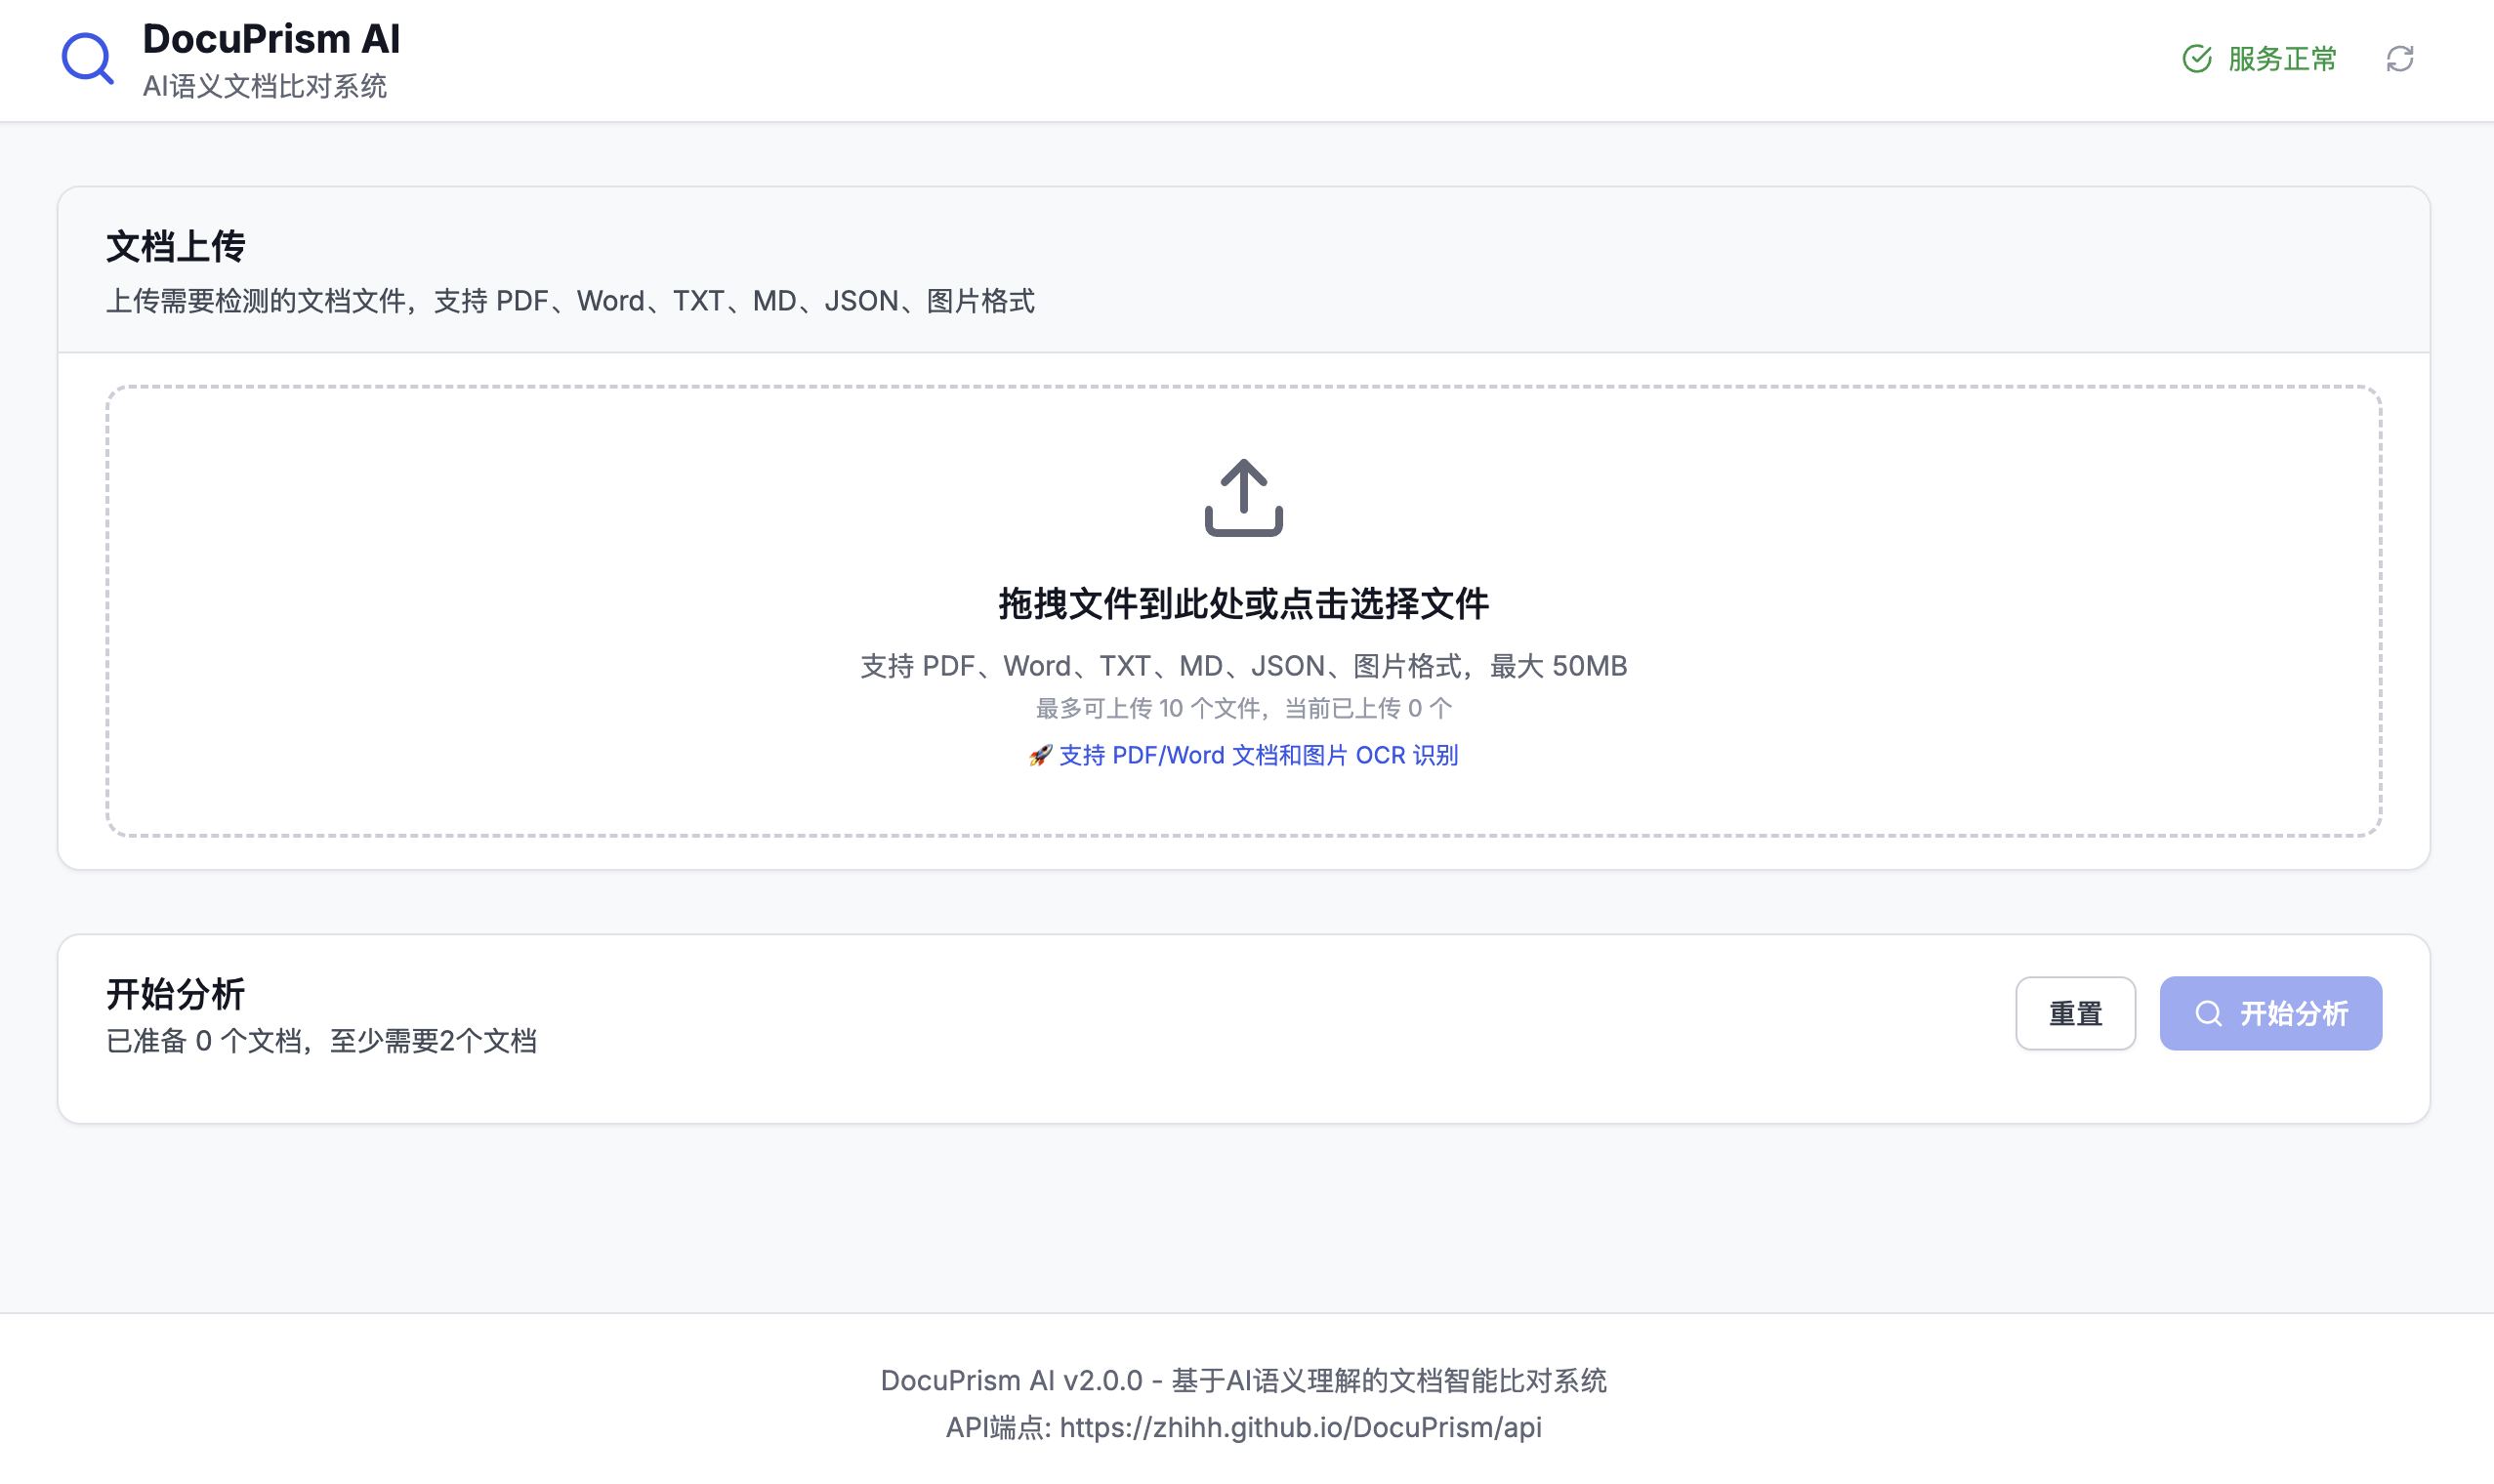 DocuPrism AI
AI语义文档比对系统
服务正常
文档上传
上传需要检测的文档文件，支持 PDF、Word、TXT、MD、JSON、图片格式
拖拽文件到此处或点击选择文件
支持 PDF、Word、TXT、MD、JSON、图片格式，最大 50MB
最多可上传 10 个文件，当前已上传 0 个
🚀 支持 PDF/Word 文档和图片 OCR 识别
开始分析
已准备 0 个文档，至少需要2个文档
重置
开始分析
DocuPrism AI v2.0.0 - 基于AI语义理解的文档智能比对系统
API端点: https://zhihh.github.io/DocuPrism/api